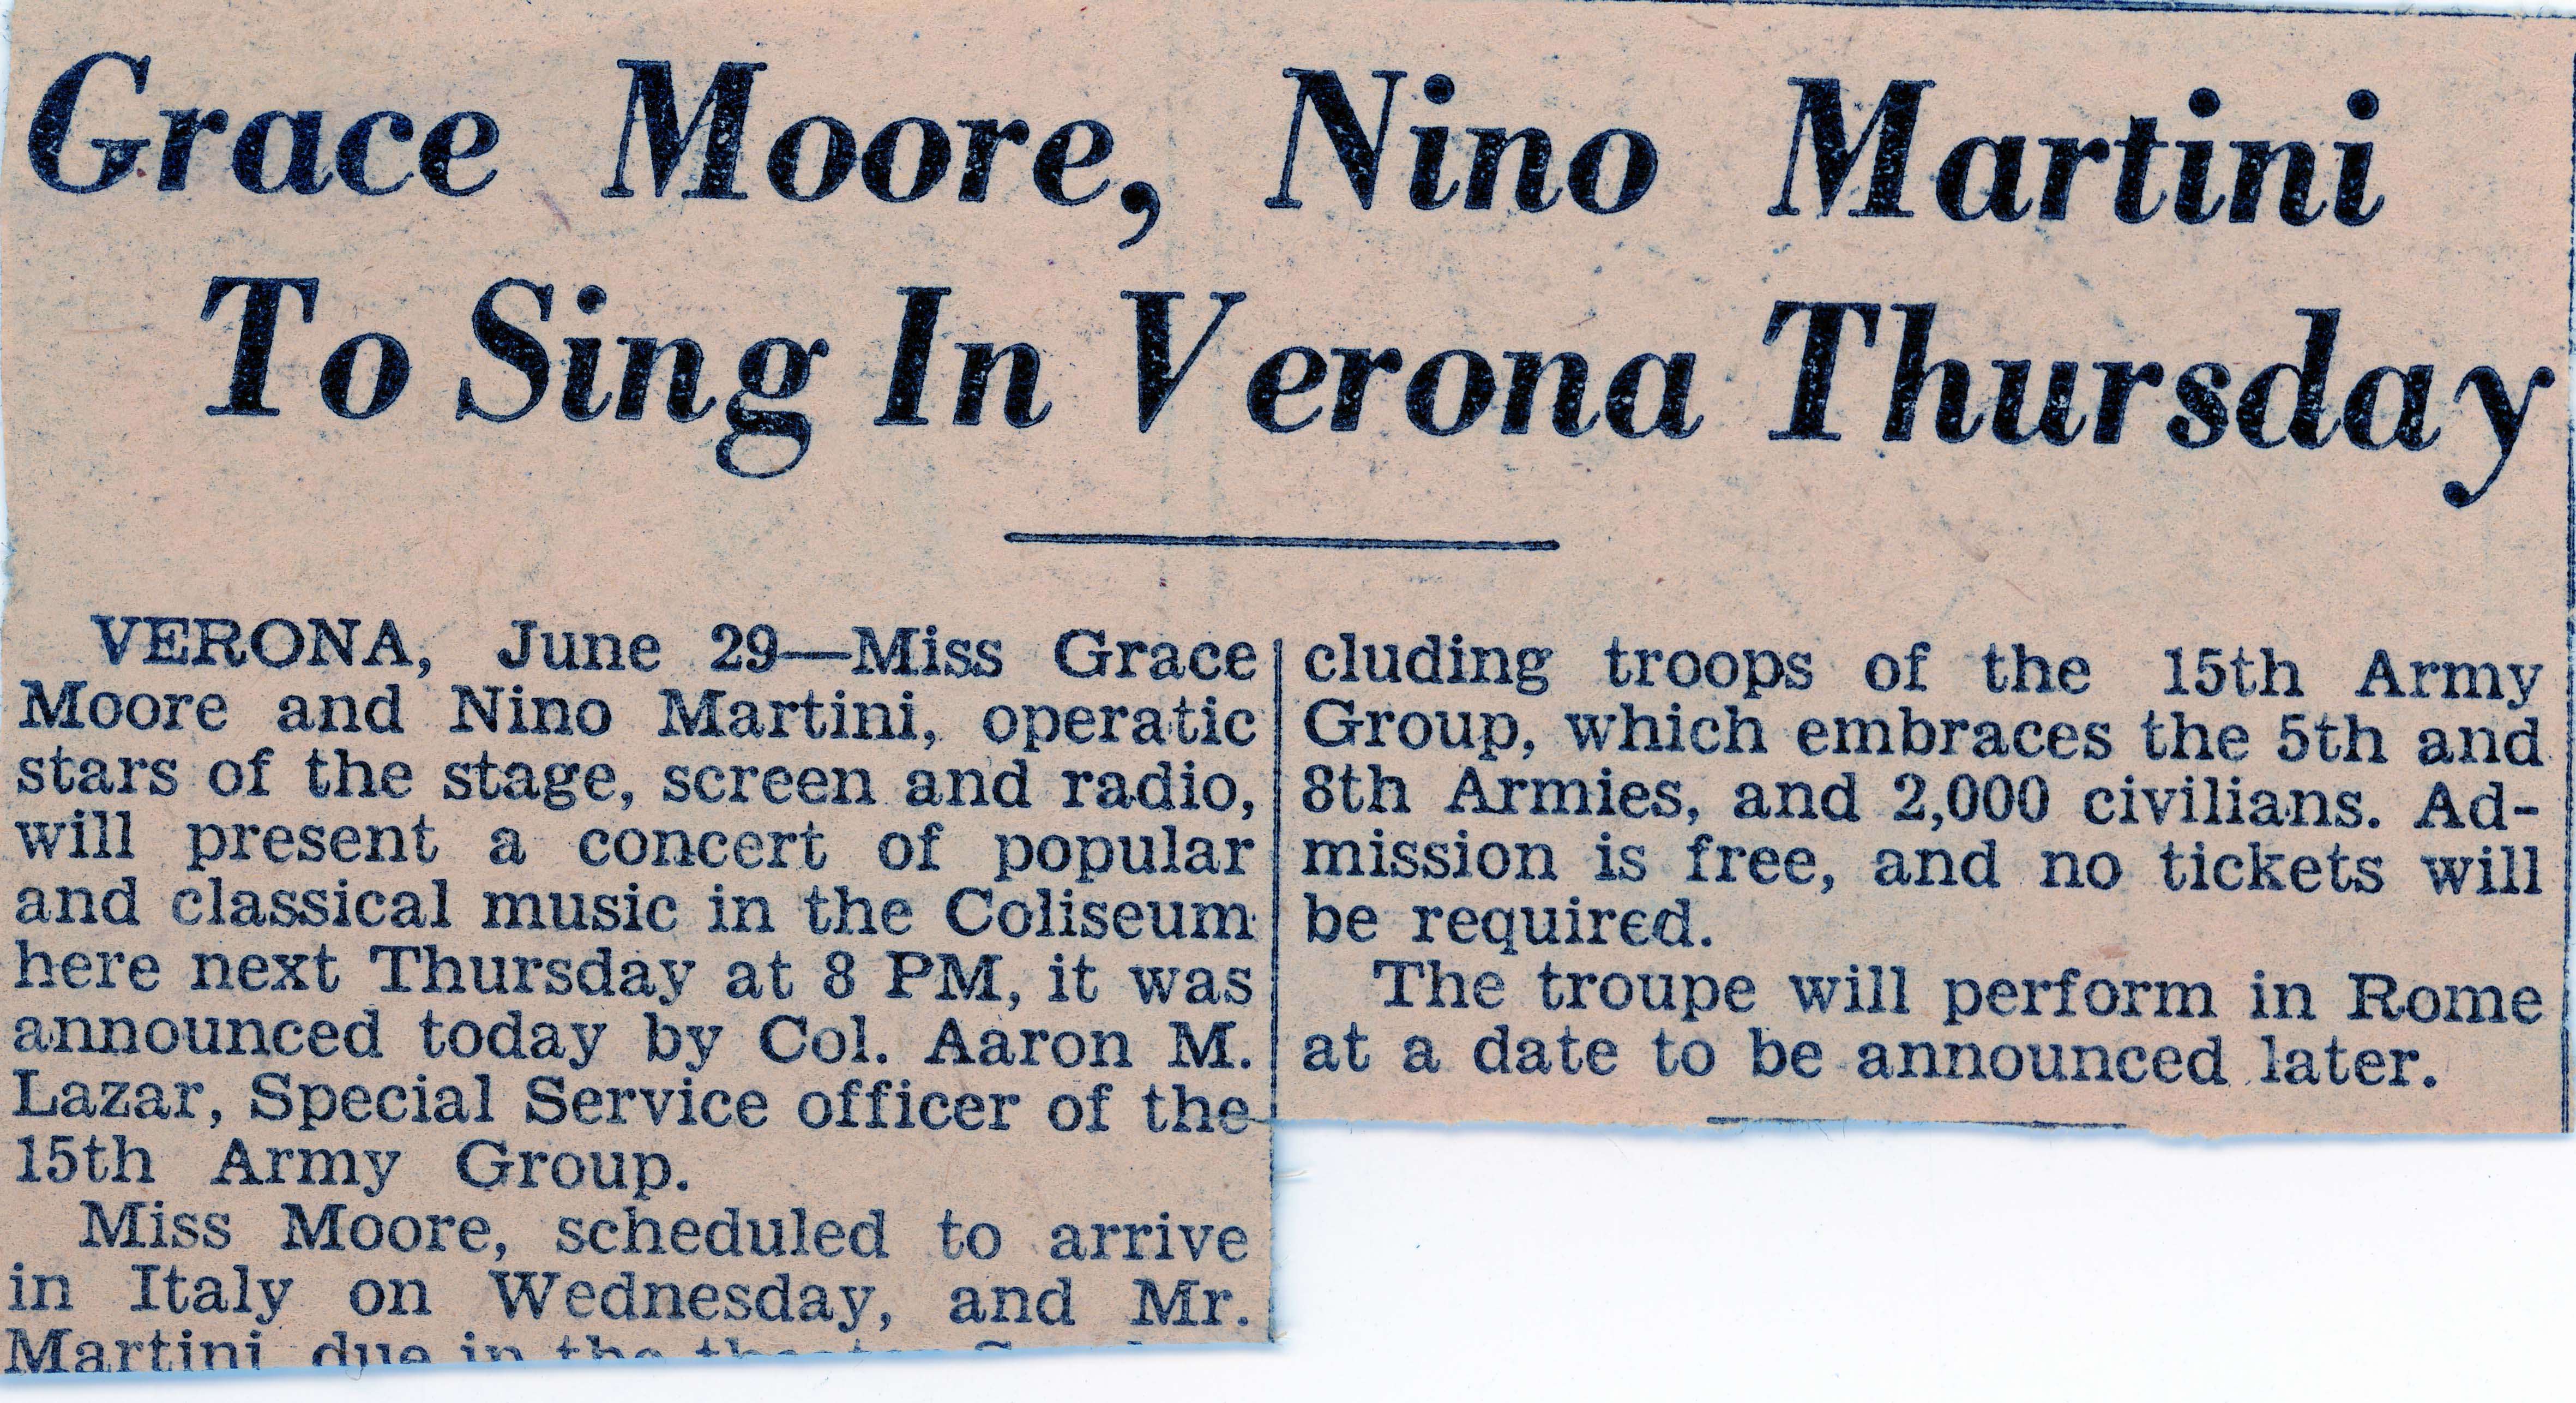 Grace Moore, Nino Martini
To Sing In Verona Thursday
VERONA, June 29—Miss Grace
Moore and Nino Martini, operatic
stars of the stage, screen and radio,
will present a concert of popular
and classical music in the Coliseum
here next Thursday at 8 PM, it was
announced today by Col. Aaron M.
Lazar, Special Service officer of the
15th Army Group.
Miss Moore, scheduled to arrive
in Italy on Wednesday, and Mr.
Martini, due in the theater
cluding troops of the 15th Army
Group, which embraces the 5th and
8th Armies, and 2,000 civilians. Ad-
mission is free, and no tickets will
be required.
The troupe will perform in Rome
at a date to be announced later.